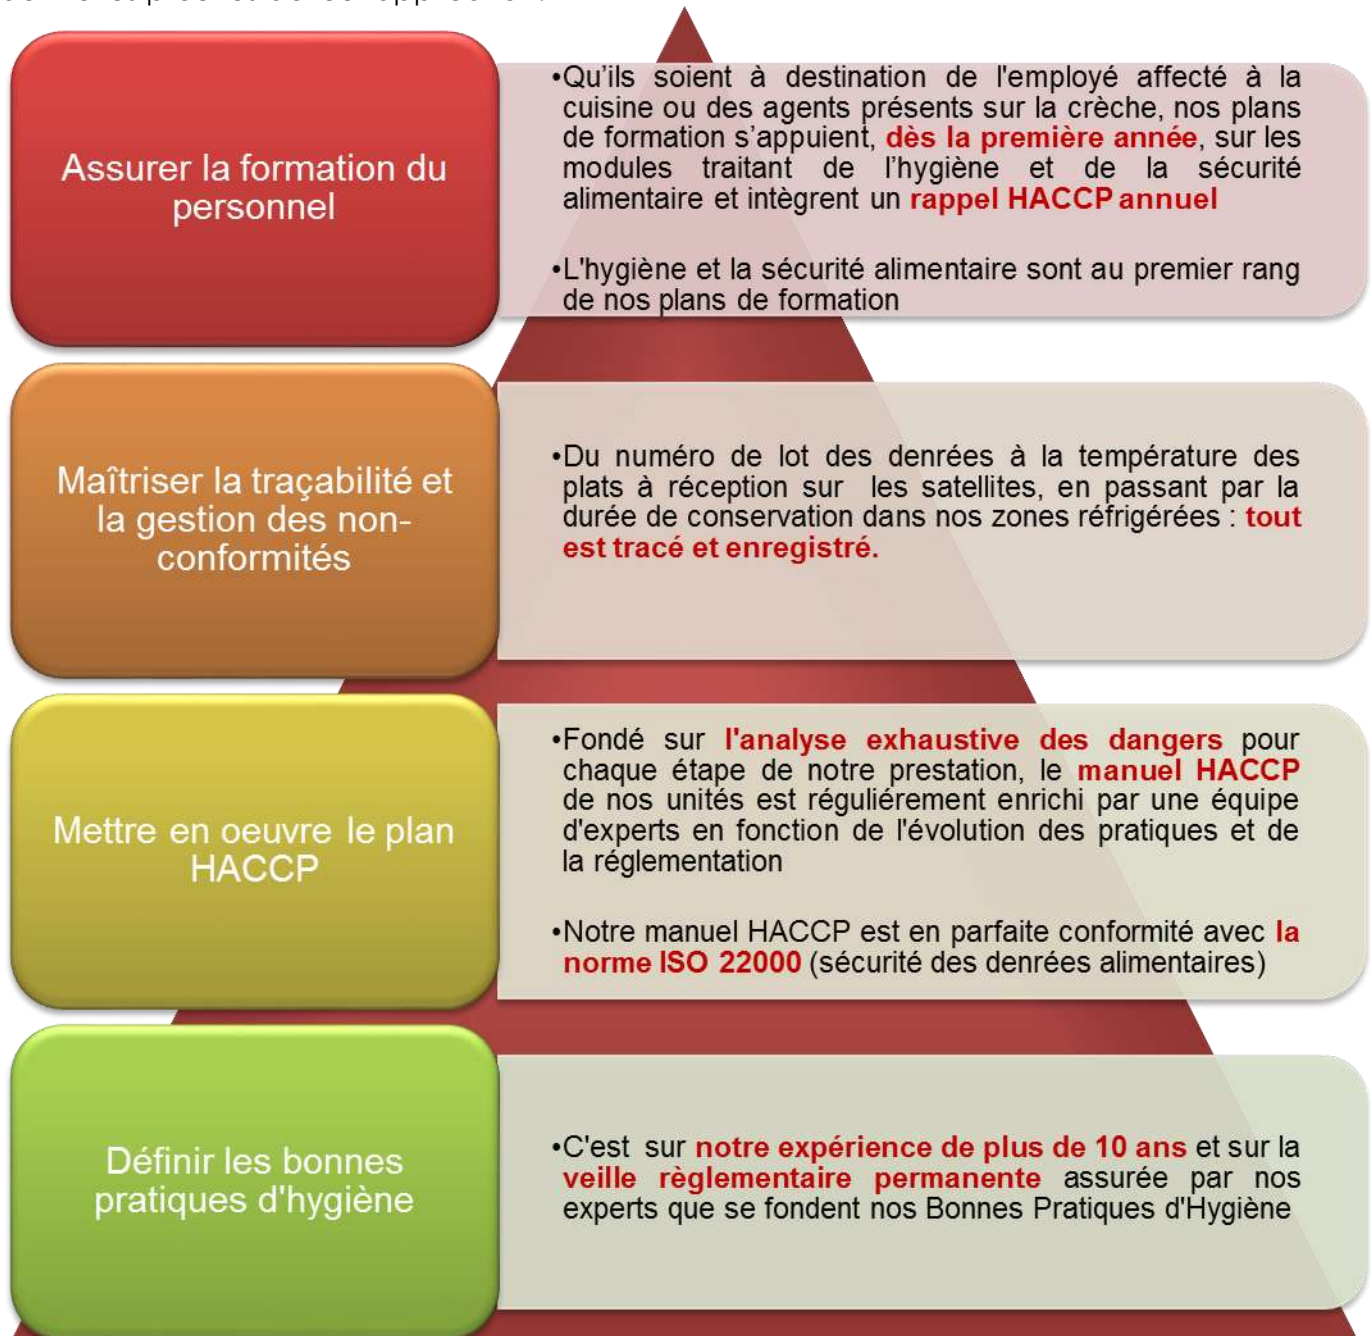 Assurer la formation du
personnel
•Qu'ils soient à destination de l'employé affecté à la
cuisine ou des agents présents sur la crèche, nos plans
de formation s'appuient, dès la première année, sur les
modules traitant de l'hygiène et de la sécurité
alimentaire et intègrent un rappel HACCP annuel
•L'hygiène et la sécurité alimentaire sont au premier rang
de nos plans de formation
Maîtriser la traçabilité et
la gestion des non-
conformités
•Du numéro de lot des denrées à la température des
plats à réception sur les satellites, en passant par la
durée de conservation dans nos zones réfrigérées : tout
est tracé et enregistré.
Mettre en oeuvre le plan
HACCP
•Fondé sur l'analyse exhaustive des dangers pour
chaque étape de notre prestation, le manuel HACCP
de nos unités est réguliérement enrichi par une équipe
d'experts en fonction de l'évolution des pratiques et de
la réglementation
•Notre manuel HACCP est en parfaite conformité avec la
norme ISO 22000 (sécurité des denrées alimentaires)
Définir les bonnes
pratiques d'hygiène
•C'est sur notre expérience de plus de 10 ans et sur la
veille règlementaire permanente assurée par nos
experts que se fondent nos Bonnes Pratiques d'Hygiène